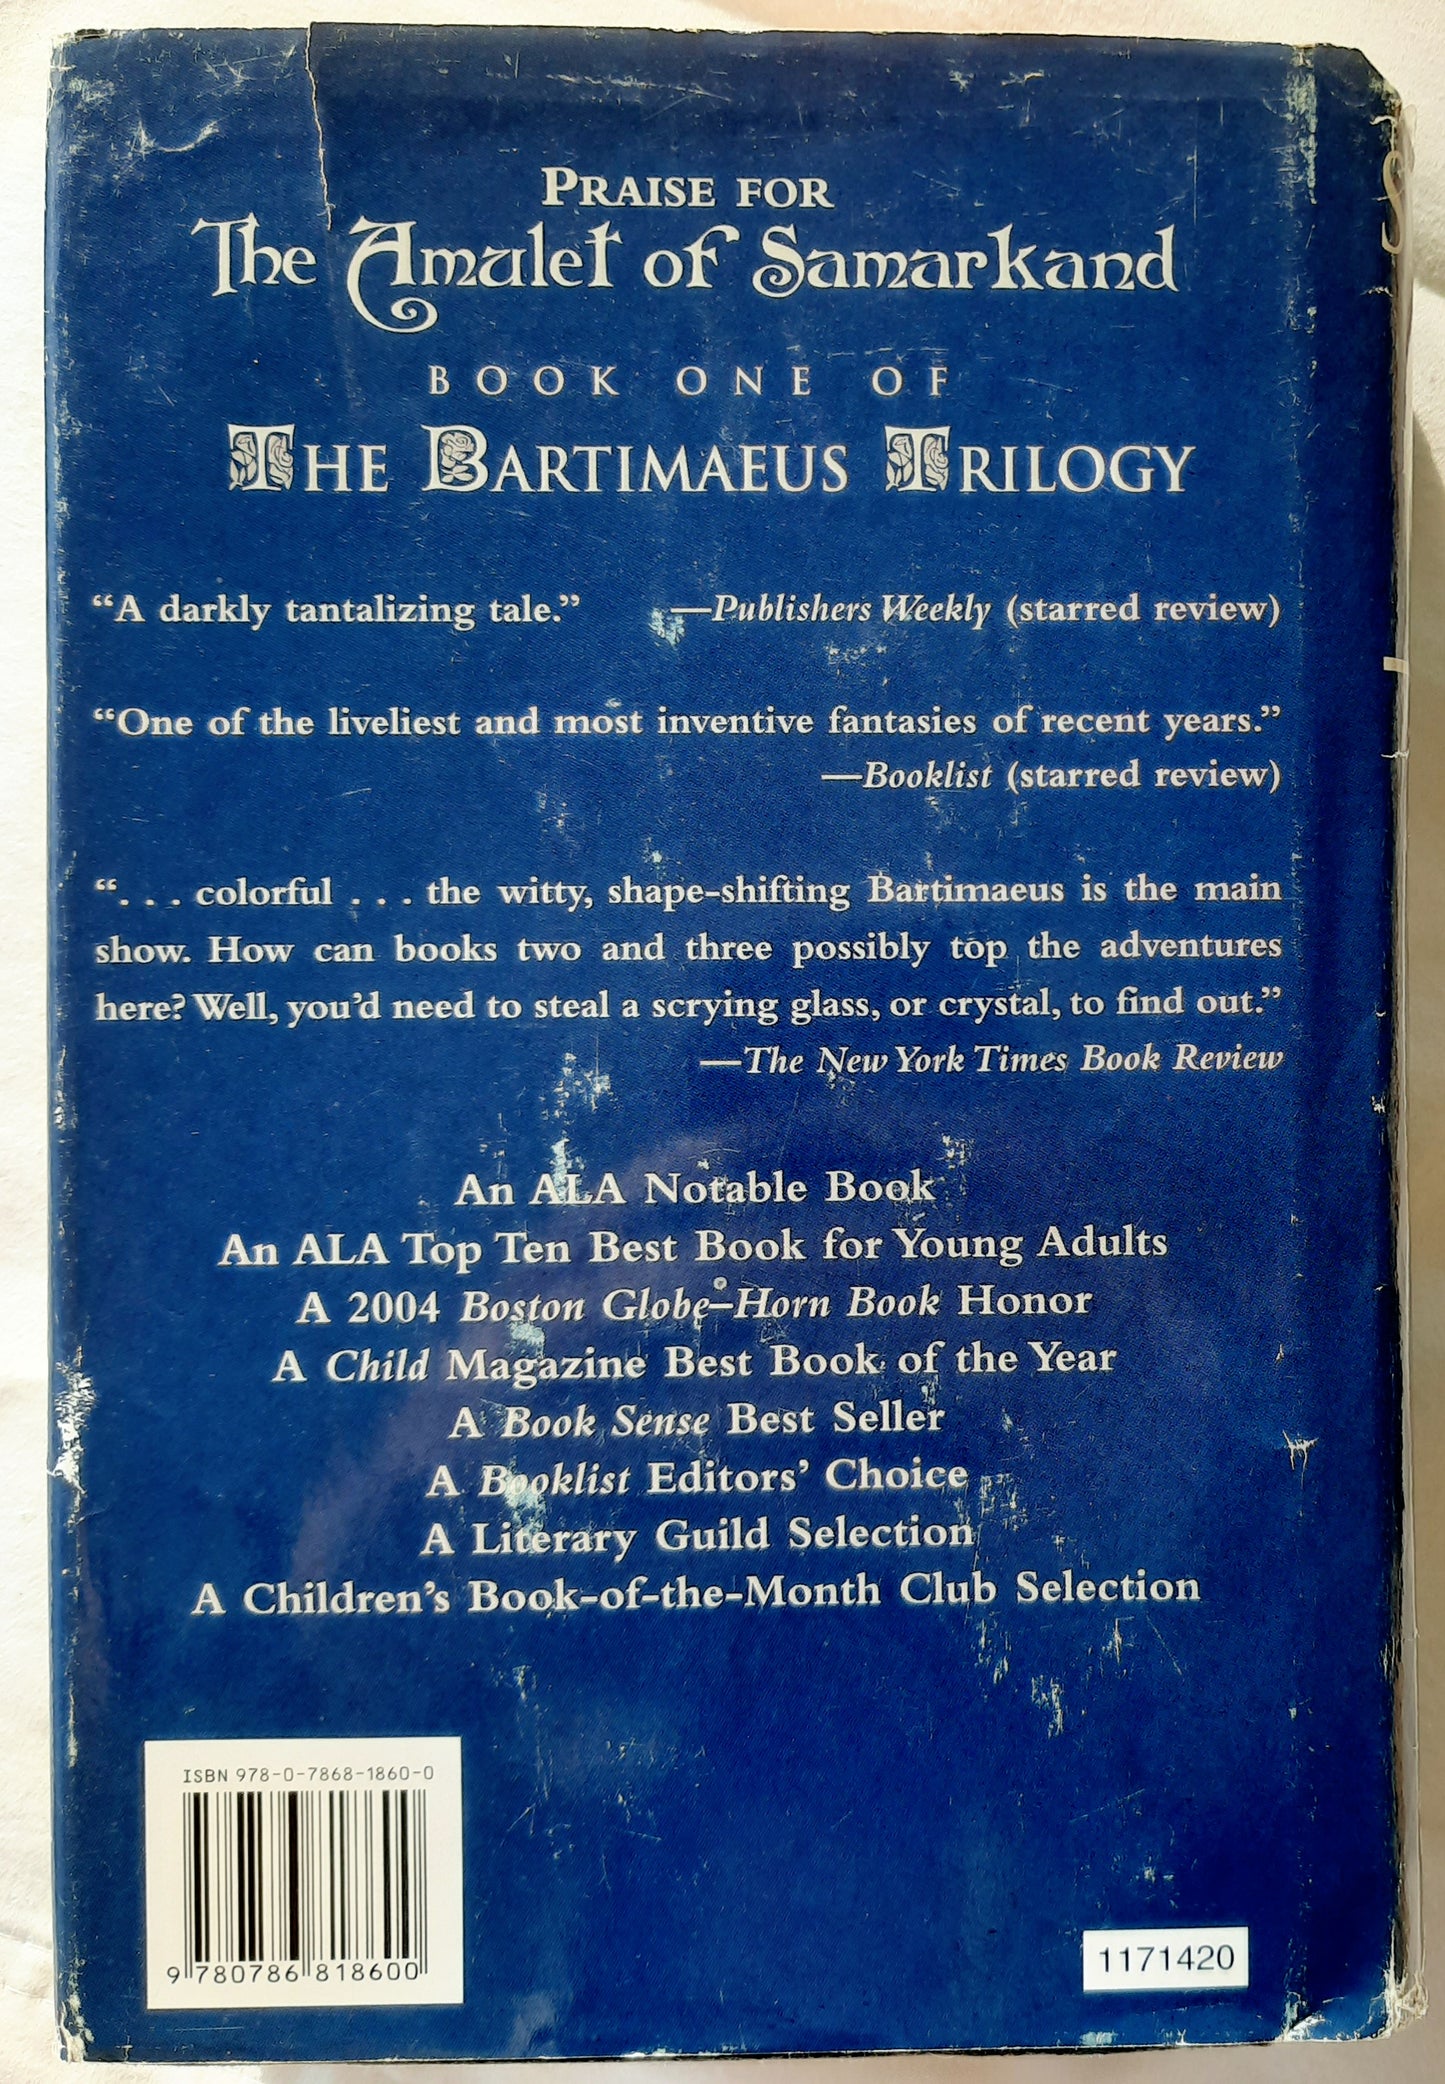 PRAISE FOR
The Amulet of Samarkand
BOOK ONE OF
THE BARTIMAEUS TRILOGY
“A darkly tantalizing tale.” —Publishers Weekly (starred review)
“One of the liveliest and most inventive fantasies of recent years.”
—Booklist (starred review)
“. . . colorful . . . the witty, shape-shifting Bartimaeus is the main
show. How can books two and three possibly top the adventures
here? Well, you’d need to steal a scrying glass, or crystal, to find out.”
—The New York Times Book Review
An ALA Notable Book
An ALA Top Ten Best Book for Young Adults
A 2004 Boston Globe–Horn Book Honor
A Child Magazine Best Book of the Year
A Book Sense Best Seller
A Booklist Editors’ Choice
A Literary Guild Selection
A Children’s Book-of-the-Month Club Selection
ISBN 978-0-7868-1860-0
9 780786 818600
1171420